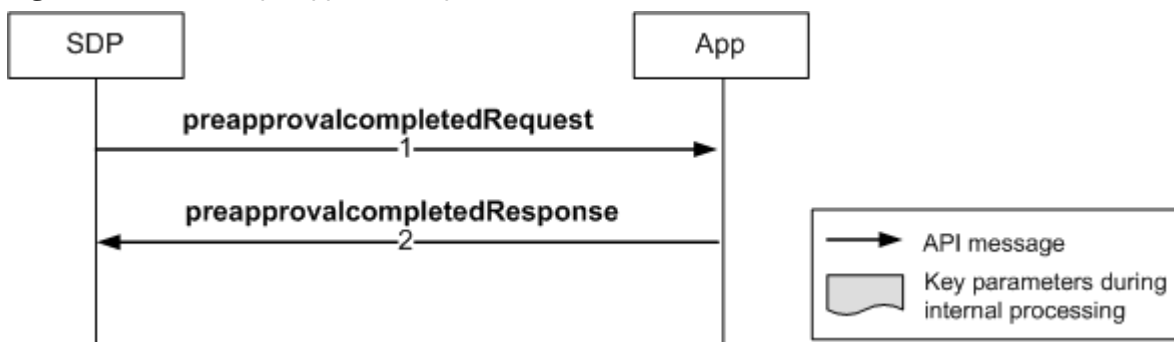 SDP
App
preapprovalcompletedRequest
1
preapprovalcompletedResponse
2
API message
Key parameters during
internal processing